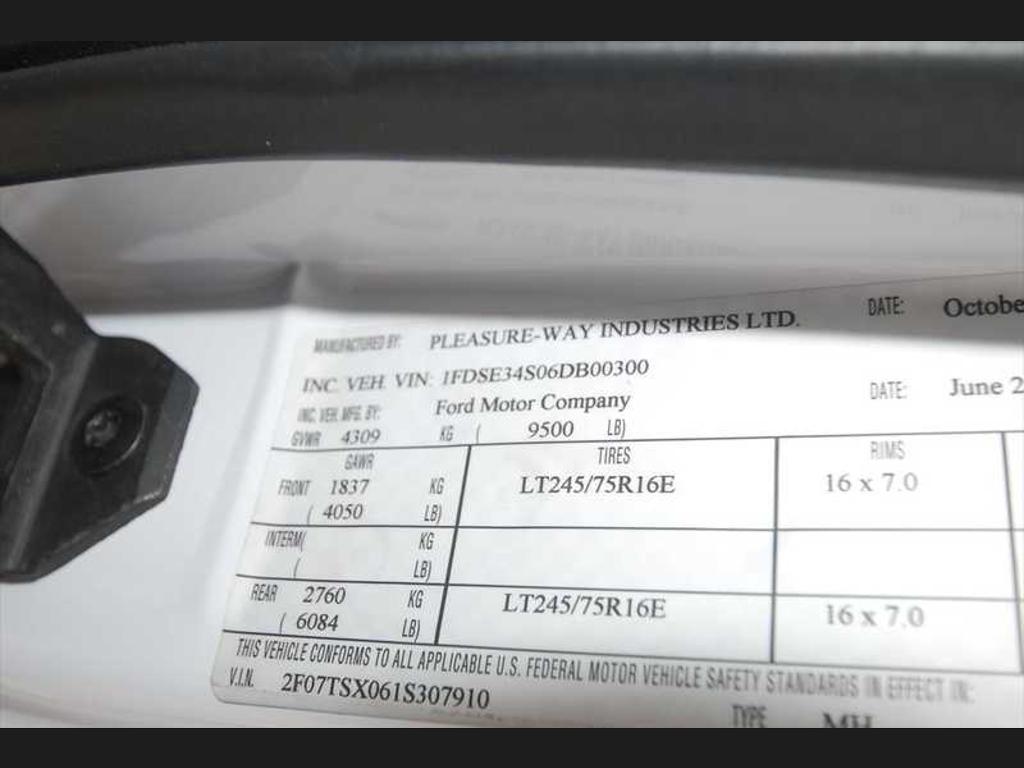 MANUFACTURED BY: PLEASURE-WAY INDUSTRIES LTD. DATE: Octobe
INC. VEH. VIN: 1FDSE34S06DB00300
INC. VEH. MFG. BY: Ford Motor Company DATE: June 2
GVWR 4309 KG ( 9500 LB)
GAWR TIRES RIMS
FRONT 1837 KG LT245/75R16E 16 x 7.0
( 4050 LB)
INTERM( KG
( LB)
REAR 2760 KG LT245/75R16E 16 x 7.0
( 6084 LB)
THIS VEHICLE CONFORMS TO ALL APPLICABLE U.S. FEDERAL MOTOR VEHICLE SAFETY STANDARDS IN EFFECT IN:
V.I.N. 2F07TSX061S307910
TYPE MH